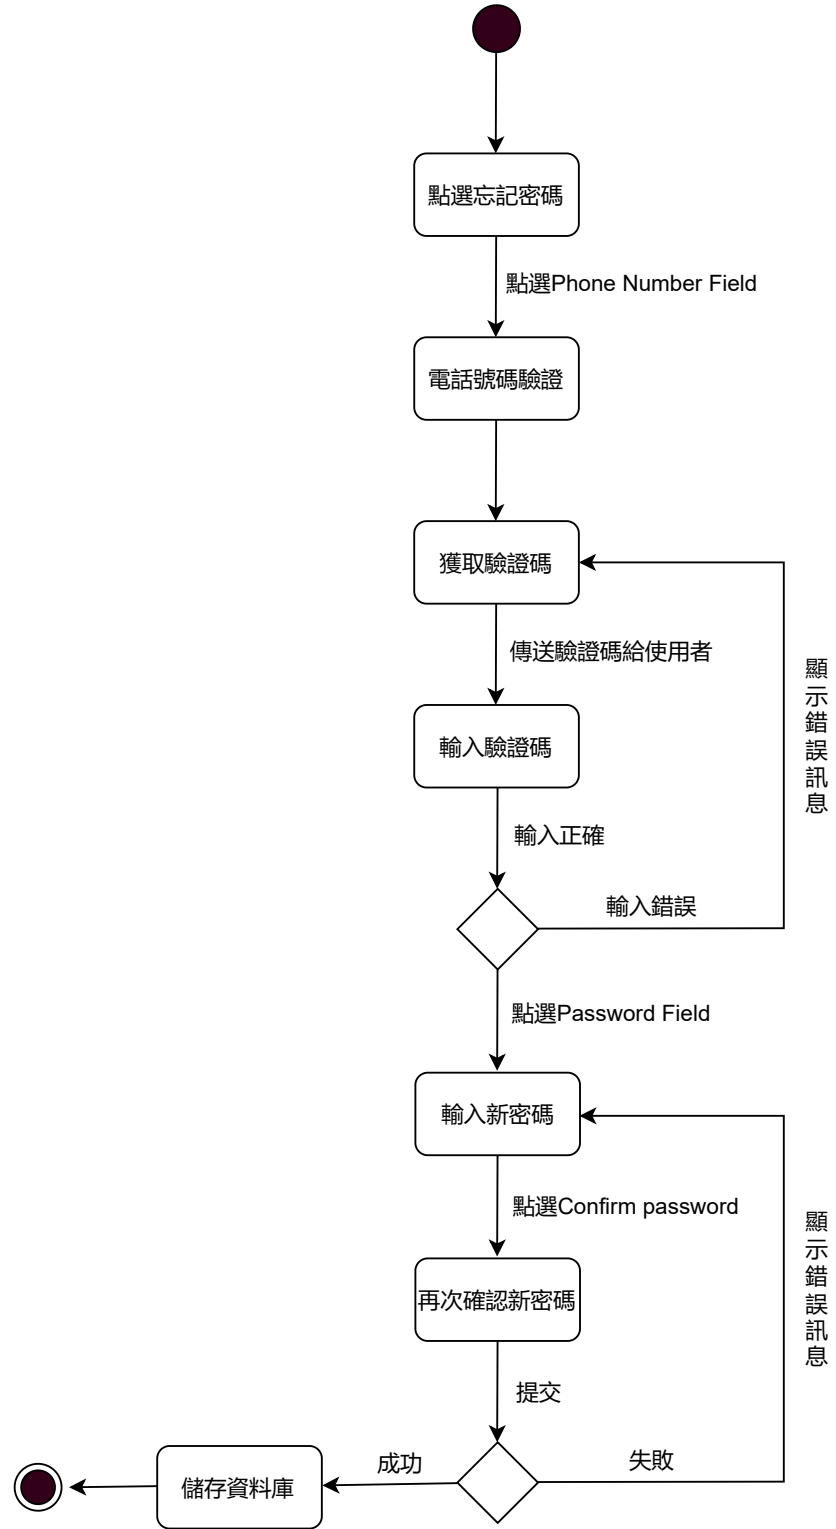 點選忘記密碼
點選Phone Number Field
電話號碼驗證
獲取驗證碼
傳送驗證碼給使用者
顯示錯誤訊息
輸入驗證碼
輸入正確
輸入錯誤
點選Password Field
輸入新密碼
點選Confirm password
顯示錯誤訊息
再次確認新密碼
提交
成功
失敗
儲存資料庫